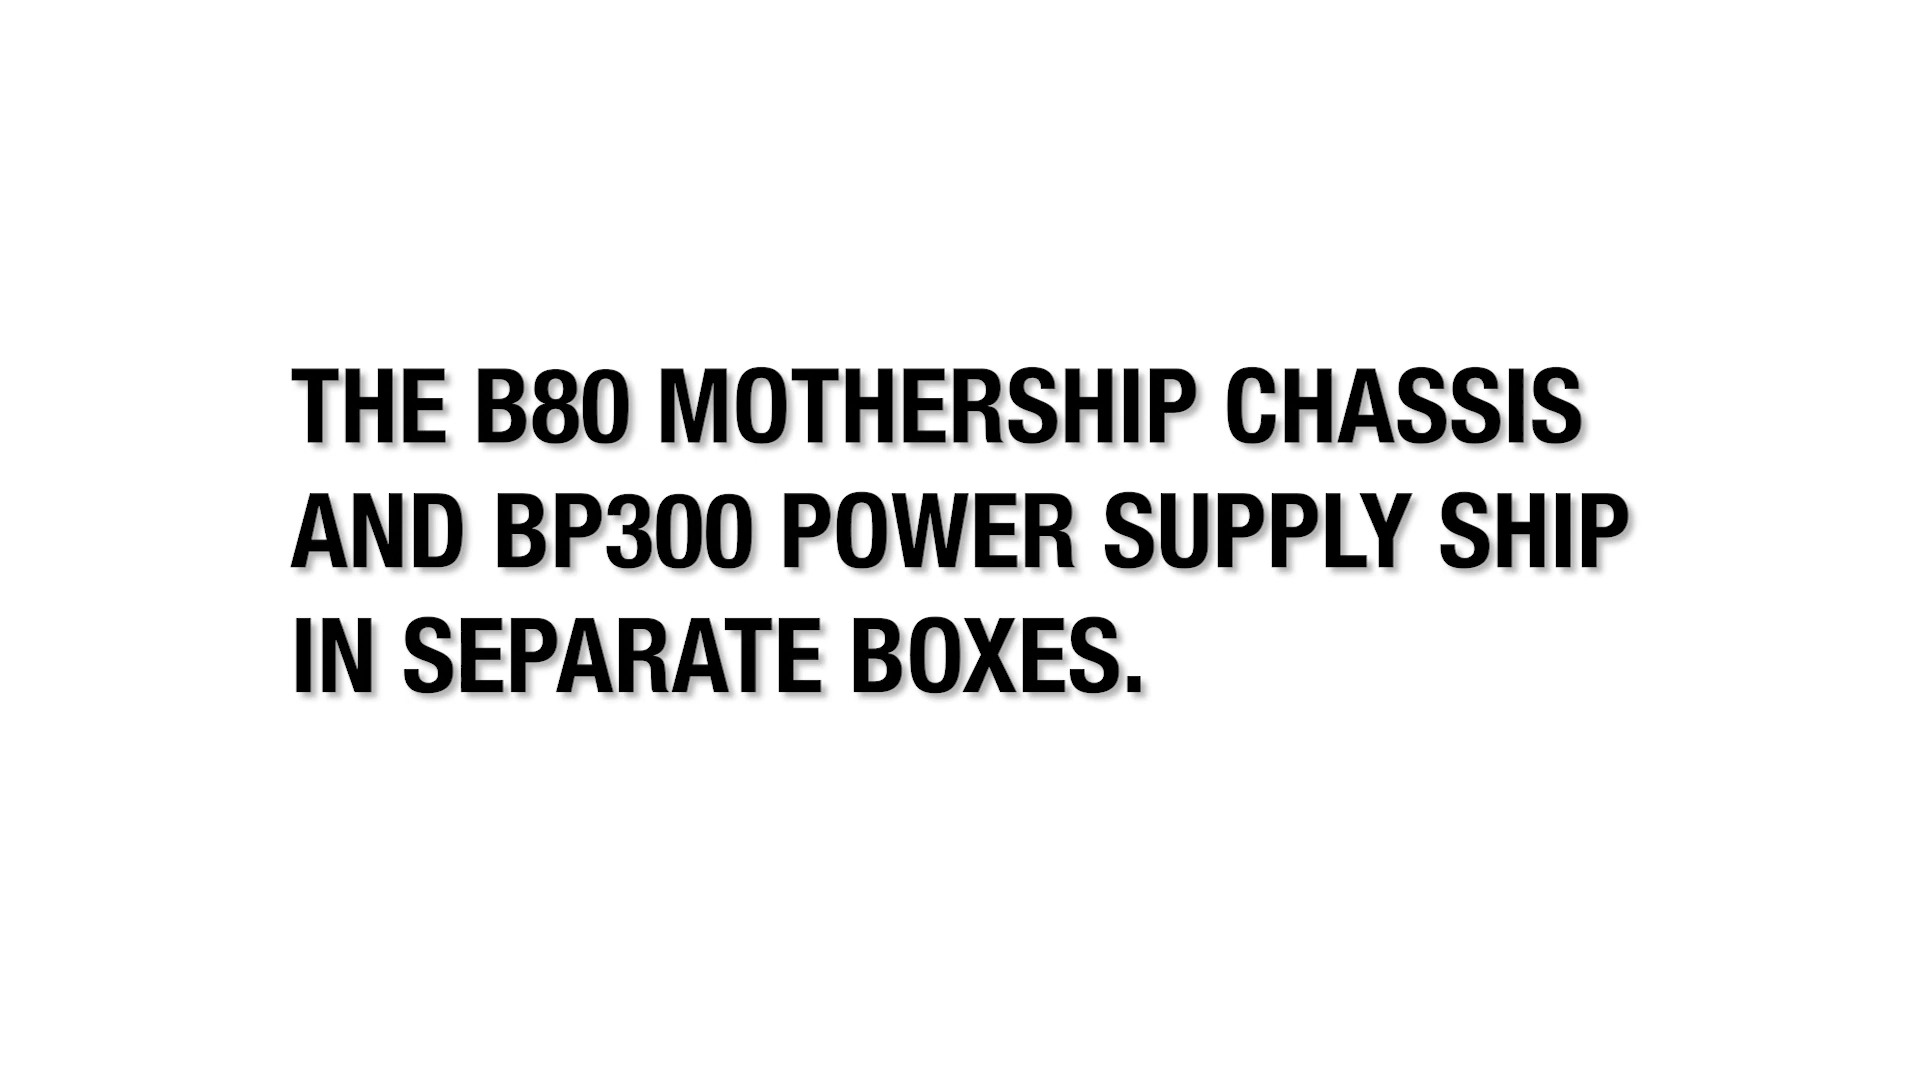 THE B80 MOTHERSHIP CHASSIS
AND BP300 POWER SUPPLY SHIP
IN SEPARATE BOXES.